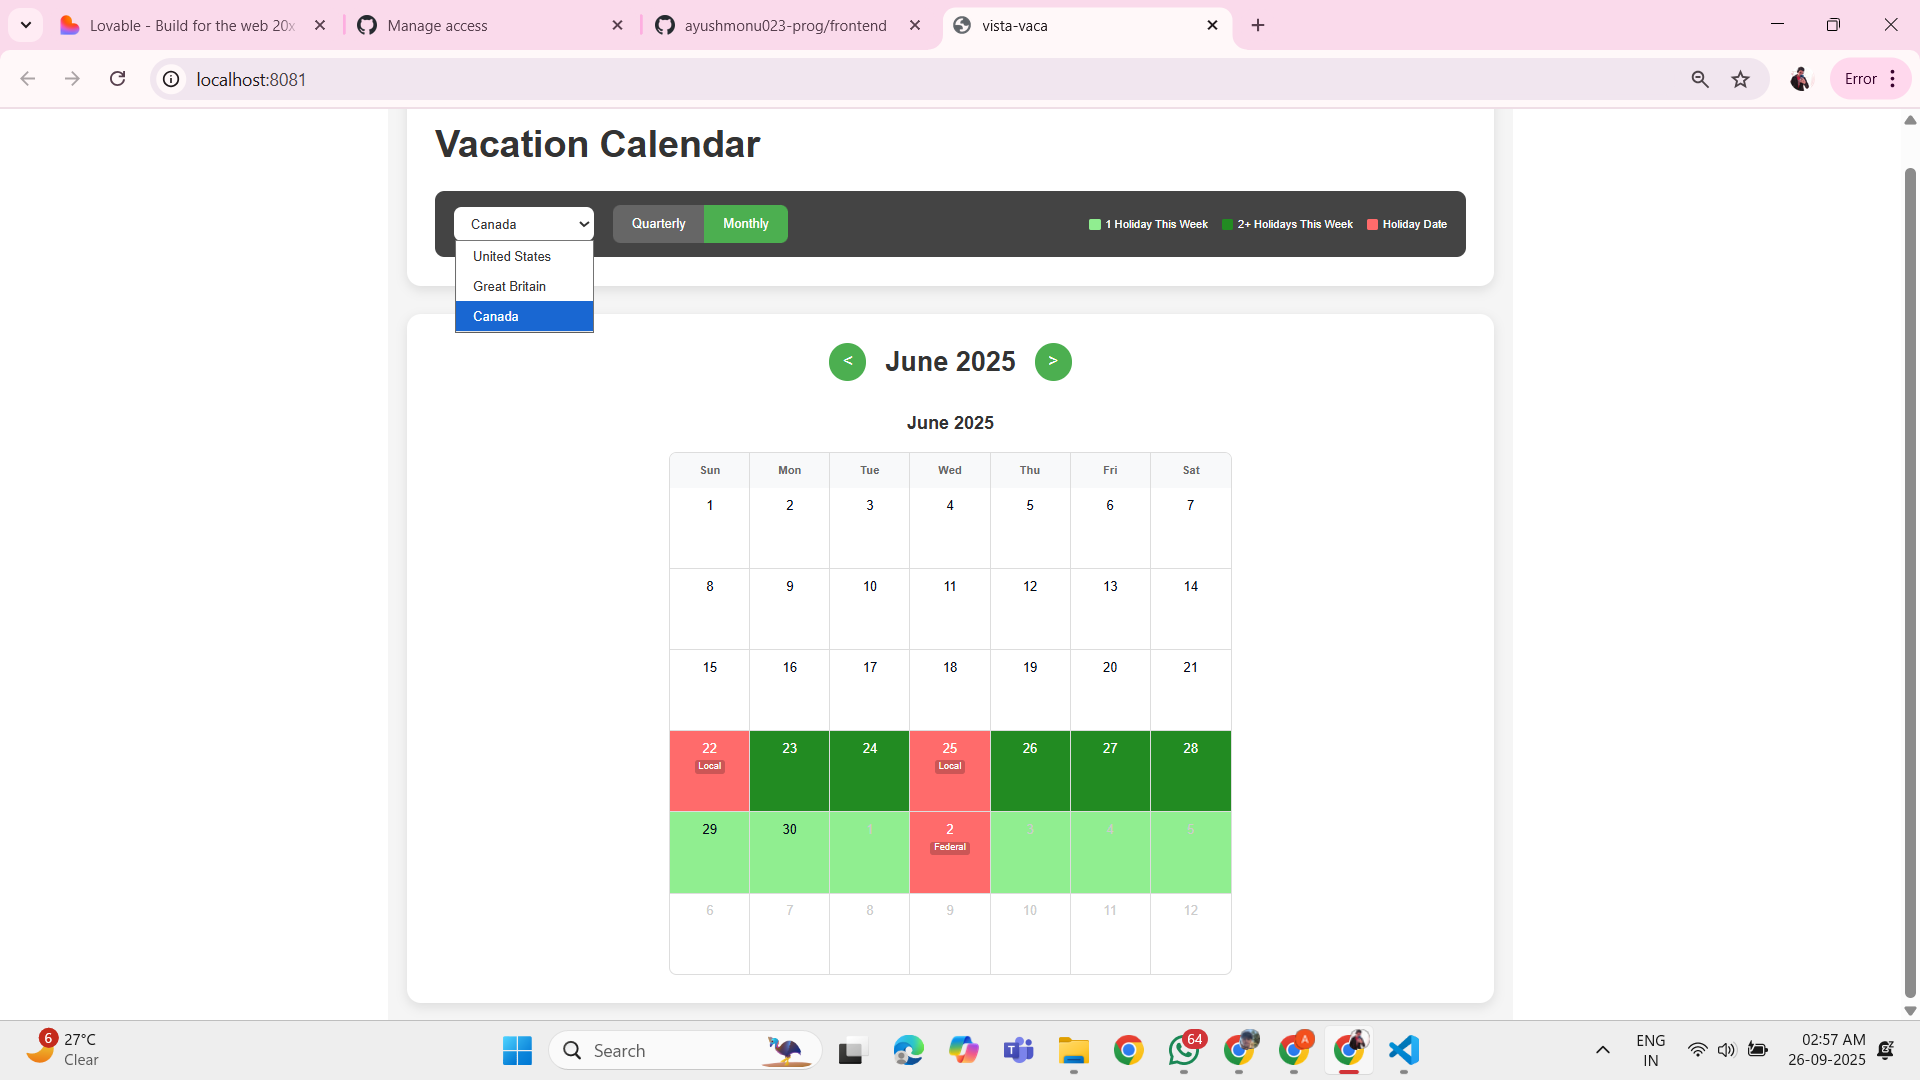 Lovable - Build for the web 20x
Manage access
ayushmonu023-prog/frontend
vista-vaca
localhost:8081
Error
Vacation Calendar
Canada
Quarterly
Monthly
1 Holiday This Week
2+ Holidays This Week
Holiday Date
United States
Great Britain
Canada
< June 2025 >
June 2025
Sun Mon Tue Wed Thu Fri Sat
1 2 3 4 5 6 7
8 9 10 11 12 13 14
15 16 17 18 19 20 21
22 23 24 25 26 27 28
Local Local
29 30 1 2 3 4 5
Federal
6 7 8 9 10 11 12
6
27°C
Clear
Search
64
A
ENG
IN
02:57 AM
26-09-2025